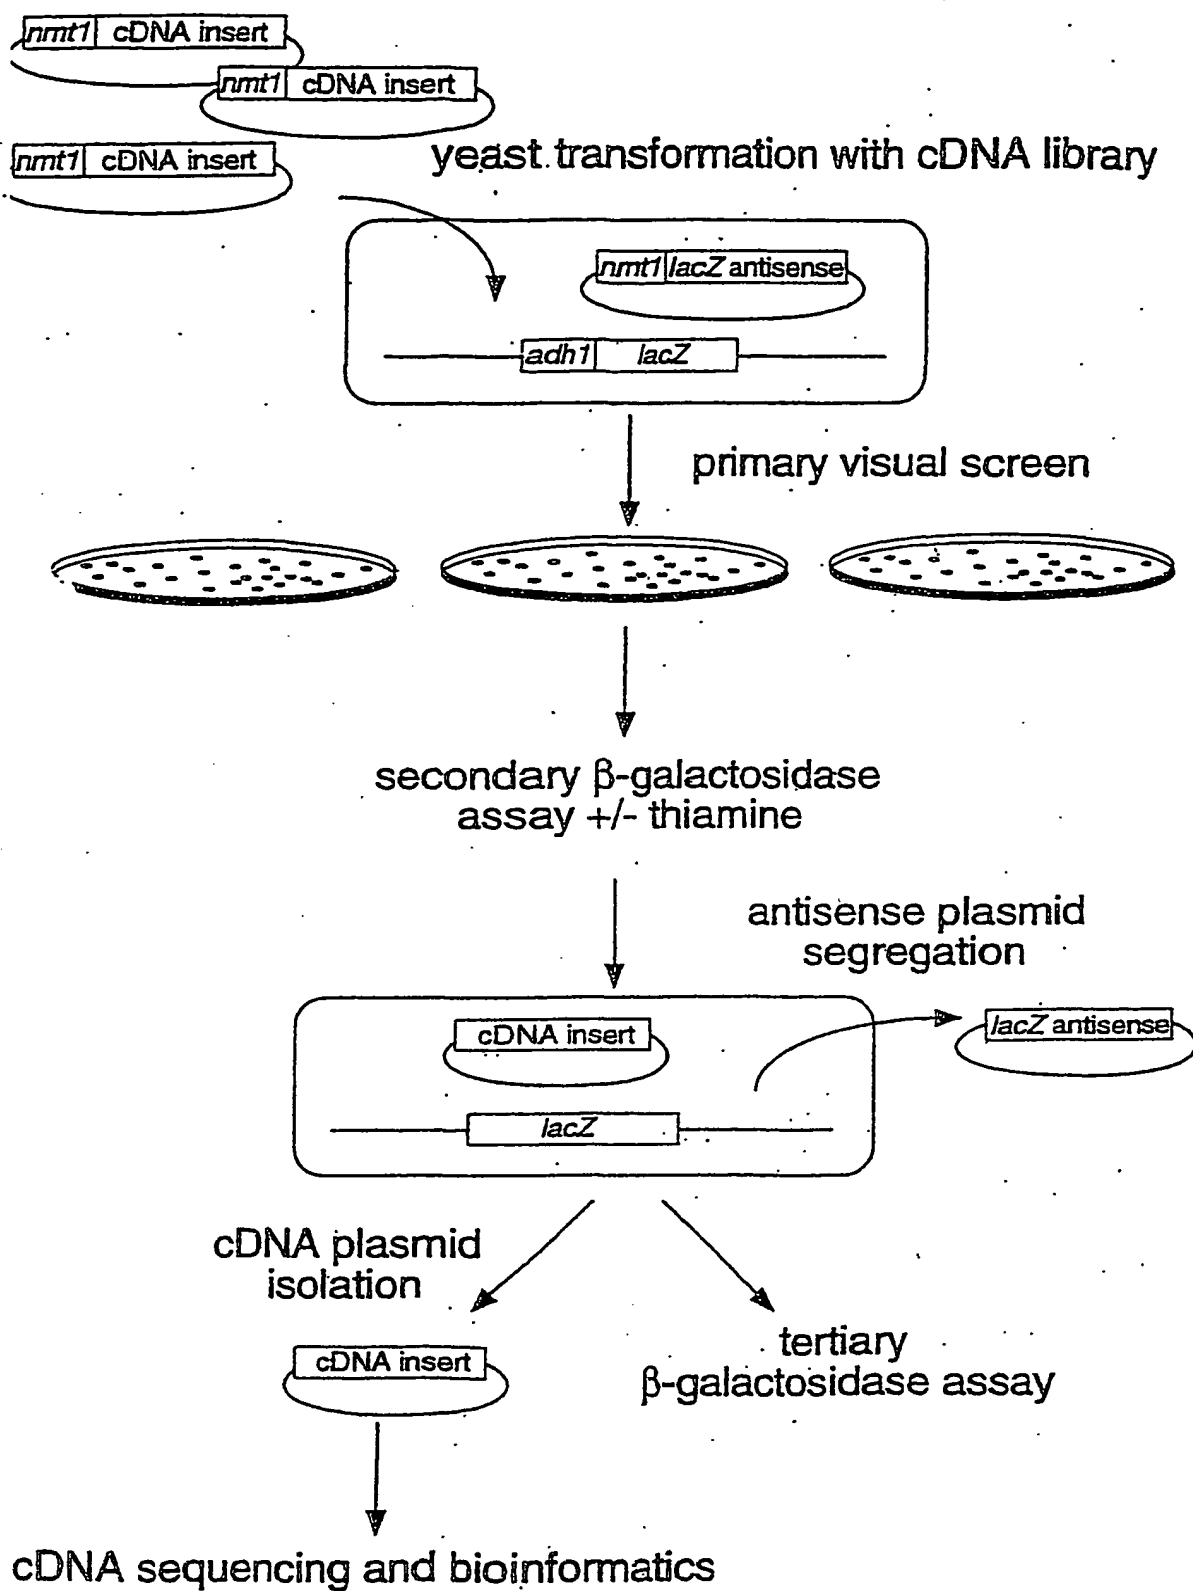 nmt1 cDNA insert
nmt1 cDNA insert
nmt1 cDNA insert
yeast transformation with cDNA library
nmt1 lacZ antisense
adh1 lacZ
primary visual screen
secondary β-galactosidase
assay +/- thiamine
antisense plasmid
segregation
cDNA insert
lacZ antisense
lacZ
cDNA plasmid
isolation
cDNA insert
tertiary
β-galactosidase assay
cDNA sequencing and bioinformatics